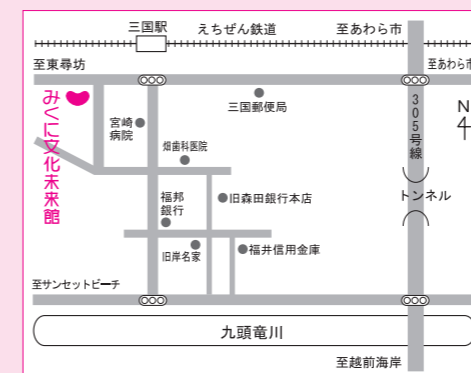 三国駅
えちぜん鉄道
至あわら市
至東尋坊
至あわら市
みくに文化未来館
宮崎
病院
三国郵便局
305号線
N
畑歯科医院
トンネル
福邦
銀行
旧森田銀行本店
旧岸名家
福井信用金庫
至サンセットビーチ
九頭竜川
至越前海岸